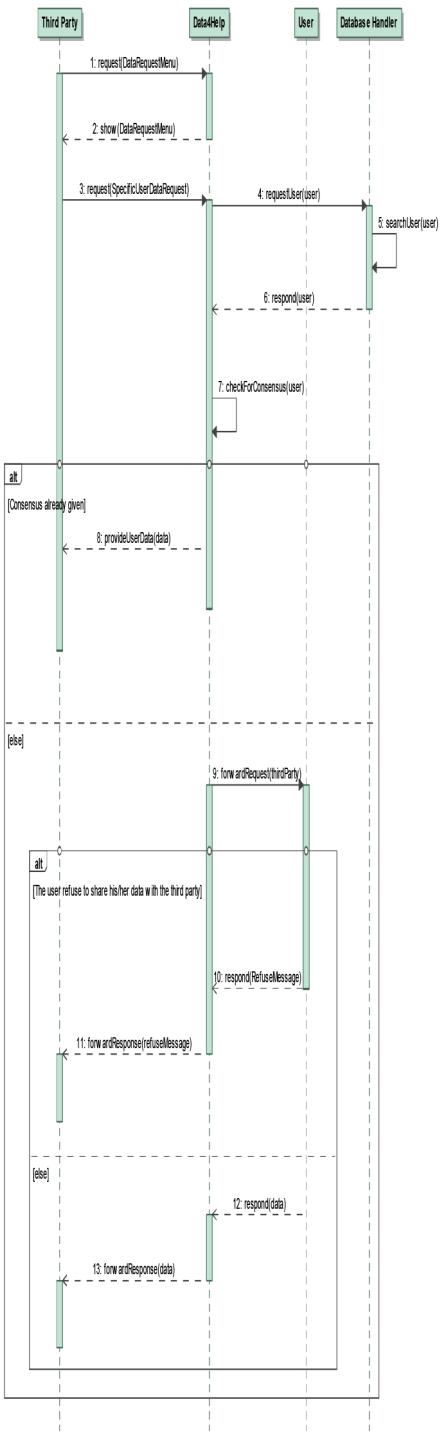 Third Party
Data4Help
User
Database Handler
1: request(DataRequestMenu)
2: show(DataRequestMenu)
3: request(SpecificUserDataRequest)
4: requestUser(user)
5: searchUser(user)
6: respond(user)
7: checkForConsensus(user)
alt
[Consensus already given]
8: provideUserData(data)
[else]
9: forwardRequest(thirdParty)
alt
[The user refuse to share his/her data with the third party]
10: respond(RefuseMessage)
11: forwardResponse(refuseMessage)
[else]
12: respond(data)
13: forwardResponse(data)